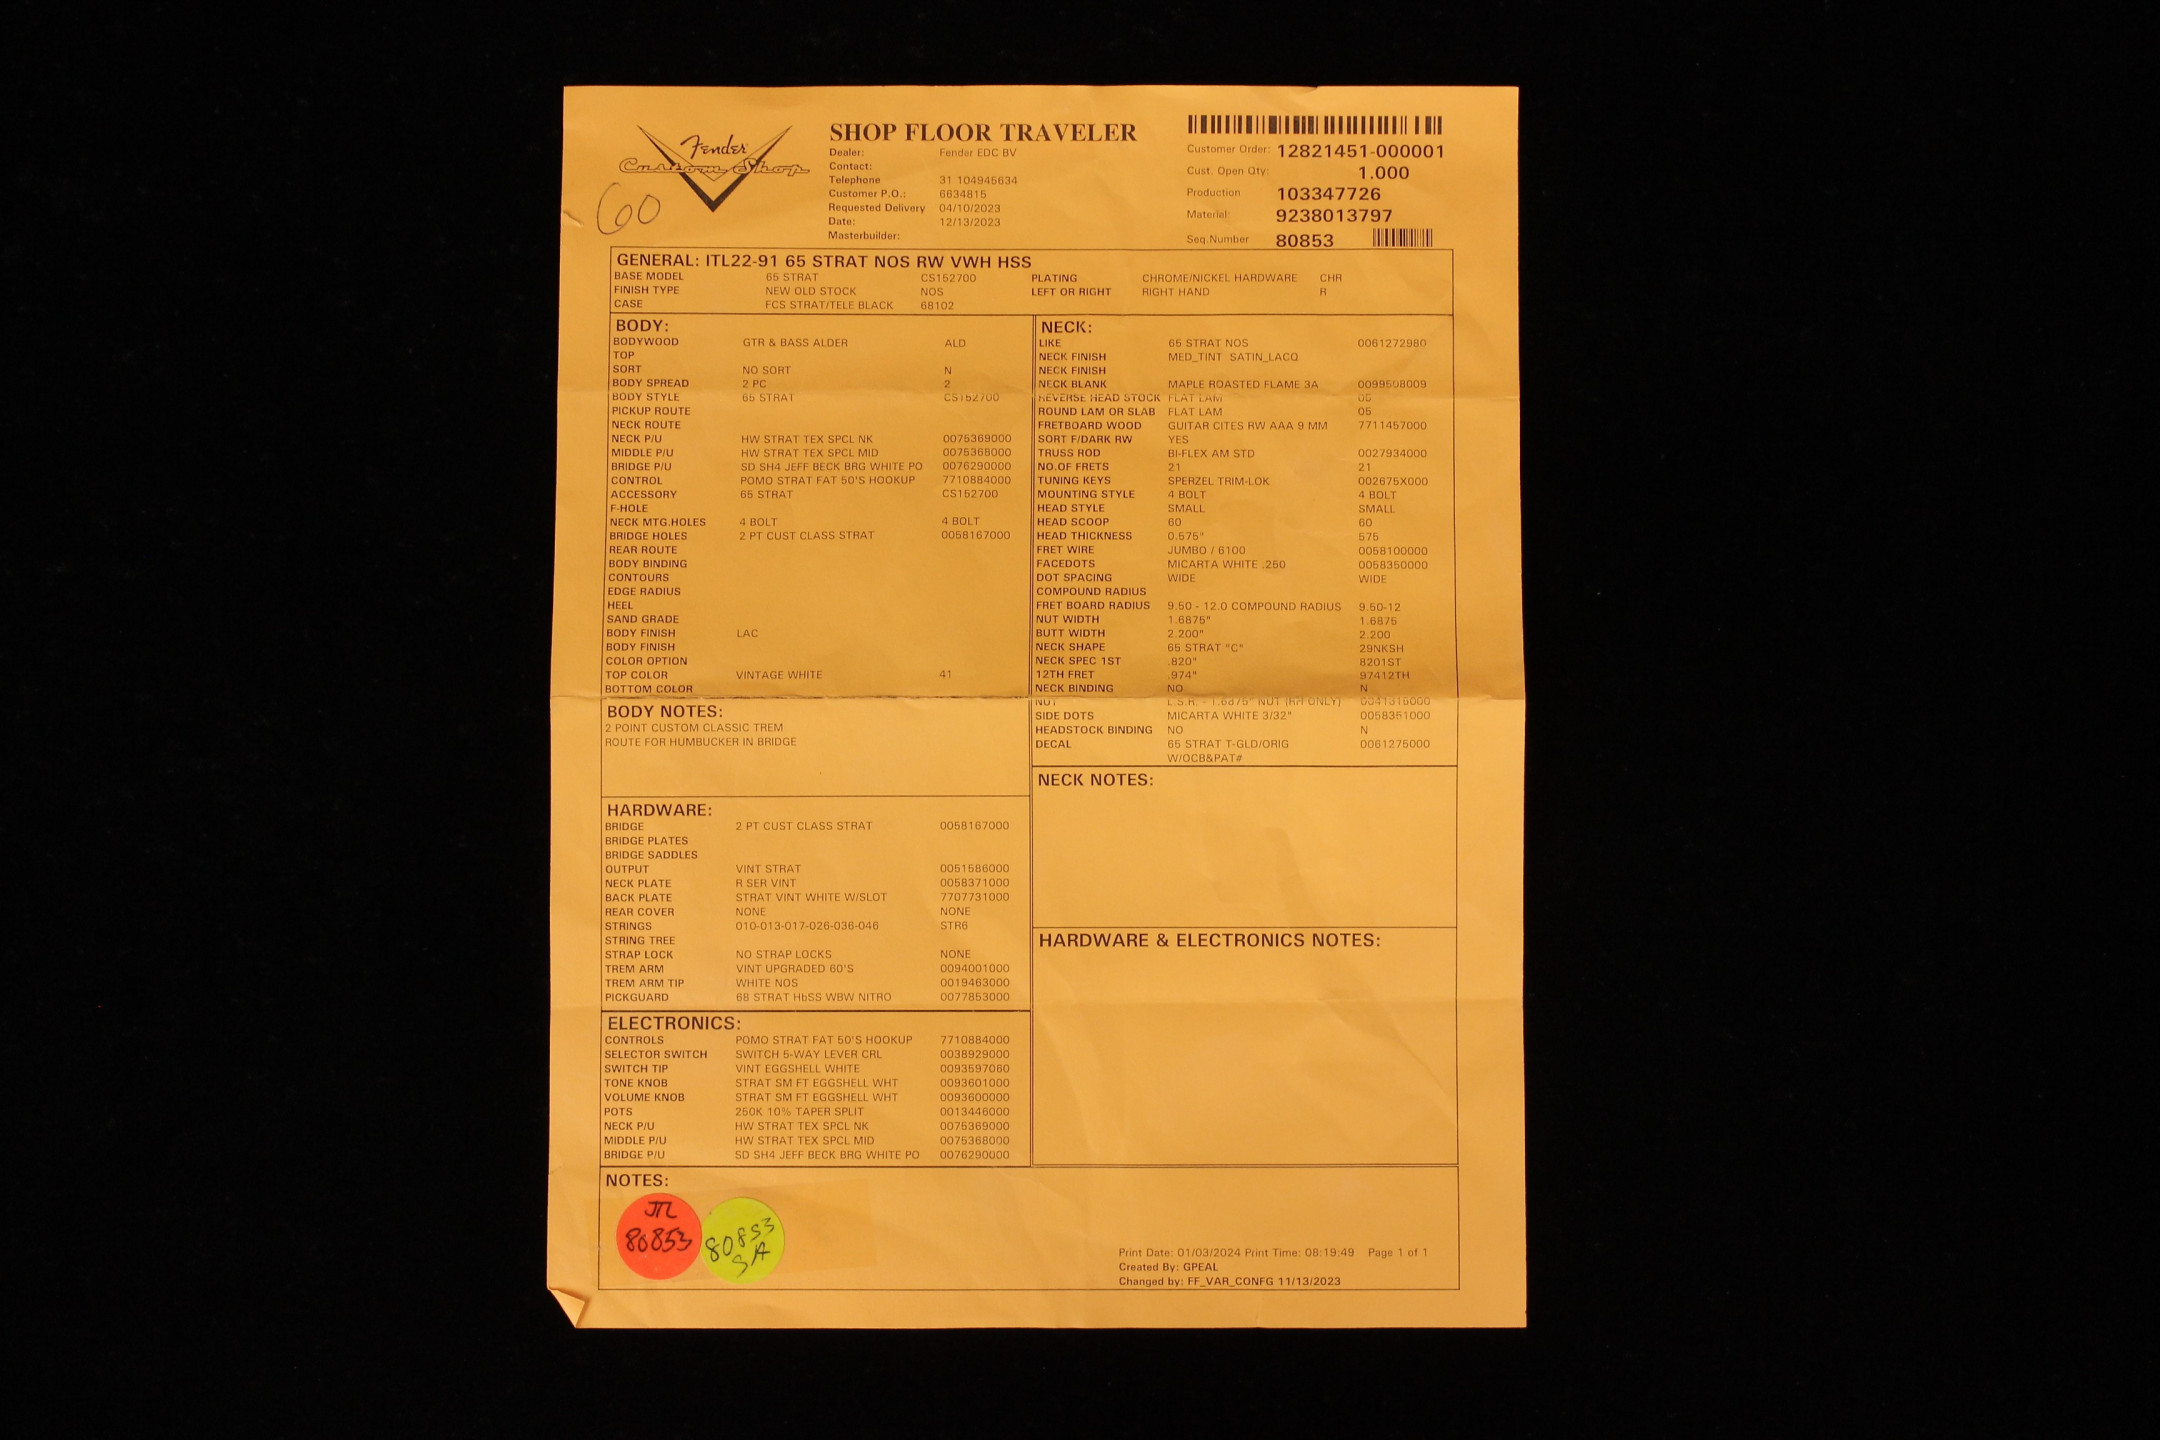 Fender
Custom Shop
60
SHOP FLOOR TRAVELER
Dealer: Fender EDC BV
Contact:
Telephone 31 104945634
Customer P.O.: 6634815
Requested Delivery 04/10/2023
Date: 12/13/2023
Masterbuilder:
Customer Order: 12821451-000001
Cust. Open Qty: 1.000
Production 103347726
Material: 9238013797
Seq.Number 80853
GENERAL: ITL22-91 65 STRAT NOS RW VWH HSS
BASE MODEL 65 STRAT CS152700 PLATING CHROME/NICKEL HARDWARE CHR
FINISH TYPE NEW OLD STOCK NOS LEFT OR RIGHT RIGHT HAND R
CASE FCS STRAT/TELE BLACK 68102
BODY:
BODYWOOD GTR & BASS ALDER ALD
TOP
SORT NO SORT N
BODY SPREAD 2 PC 2
BODY STYLE 65 STRAT CS152700
PICKUP ROUTE
NECK ROUTE
NECK P/U HW STRAT TEX SPCL NK 0075369000
MIDDLE P/U HW STRAT TEX SPCL MID 0075368000
BRIDGE P/U SD SH4 JEFF BECK BRG WHITE PO 0076290000
CONTROL POMO STRAT FAT 50'S HOOKUP 7710884000
ACCESSORY 65 STRAT CS152700
F-HOLE
NECK MTG.HOLES 4 BOLT 4 BOLT
BRIDGE HOLES 2 PT CUST CLASS STRAT 0058167000
REAR ROUTE
BODY BINDING
CONTOURS
EDGE RADIUS
HEEL
SAND GRADE
BODY FINISH LAC
BODY FINISH
COLOR OPTION
TOP COLOR VINTAGE WHITE 41
BOTTOM COLOR
BODY NOTES:
2 POINT CUSTOM CLASSIC TREM
ROUTE FOR HUMBUCKER IN BRIDGE
HARDWARE:
BRIDGE 2 PT CUST CLASS STRAT 0058167000
BRIDGE PLATES
BRIDGE SADDLES
OUTPUT VINT STRAT 0051586000
NECK PLATE R SER VINT 0058371000
BACK PLATE STRAT VINT WHITE W/SLOT 7707731000
REAR COVER NONE NONE
STRINGS 010-013-017-026-036-046 STR6
STRING TREE
STRAP LOCK NO STRAP LOCKS NONE
TREM ARM VINT UPGRADED 60'S 0094001000
TREM ARM TIP WHITE NOS 0019463000
PICKGUARD 68 STRAT HbSS WBW NITRO 0077853000
ELECTRONICS:
CONTROLS POMO STRAT FAT 50'S HOOKUP 7710884000
SELECTOR SWITCH SWITCH 5-WAY LEVER CRL 0038929000
SWITCH TIP VINT EGGSHELL WHITE 0093597060
TONE KNOB STRAT SM FT EGGSHELL WHT 0093601000
VOLUME KNOB STRAT SM FT EGGSHELL WHT 0093600000
POTS 250K 10% TAPER SPLIT 0013446000
NECK P/U HW STRAT TEX SPCL NK 0075369000
MIDDLE P/U HW STRAT TEX SPCL MID 0075368000
BRIDGE P/U SD SH4 JEFF BECK BRG WHITE PO 0076290000
NECK:
LIKE 65 STRAT NOS 0061272980
NECK FINISH MED_TINT SATIN_LACQ
NECK FINISH
NECK BLANK MAPLE ROASTED FLAME 3A 0099508009
REVERSE HEAD STOCK FLAT LAM 05
ROUND LAM OR SLAB FLAT LAM 05
FRETBOARD WOOD GUITAR CITES RW AAA 9 MM 7711457000
SORT F/DARK RW YES
TRUSS ROD BI-FLEX AM STD 0027934000
NO.OF FRETS 21 21
TUNING KEYS SPERZEL TRIM-LOK 002675X000
MOUNTING STYLE 4 BOLT 4 BOLT
HEAD STYLE SMALL SMALL
HEAD SCOOP 60 60
HEAD THICKNESS 0.575" 575
FRET WIRE JUMBO / 6100 0058100000
FACEDOTS MICARTA WHITE .250 0058350000
DOT SPACING WIDE WIDE
COMPOUND RADIUS
FRET BOARD RADIUS 9.50 - 12.0 COMPOUND RADIUS 9.50-12
NUT WIDTH 1.6875" 1.6875
BUTT WIDTH 2.200" 2.200
NECK SHAPE 65 STRAT "C" 29NKSH
NECK SPEC 1ST .820" 8201ST
12TH FRET .974" 97412TH
NECK BINDING NO N
NUT L.S.R. - 1.6875" NUT (RH ONLY)
SIDE DOTS MICARTA WHITE 3/32" 0058351000
HEADSTOCK BINDING NO N
DECAL 65 STRAT T-GLD/ORIG 0061275000
W/OCB&PAT#
NECK NOTES:
HARDWARE & ELECTRONICS NOTES:
NOTES:
80853
80853
Print Date: 01/03/2024 Print Time: 08:19:49 Page 1 of 1
Created By: GPEAL
Changed by: FF_VAR_CONFG 11/13/2023